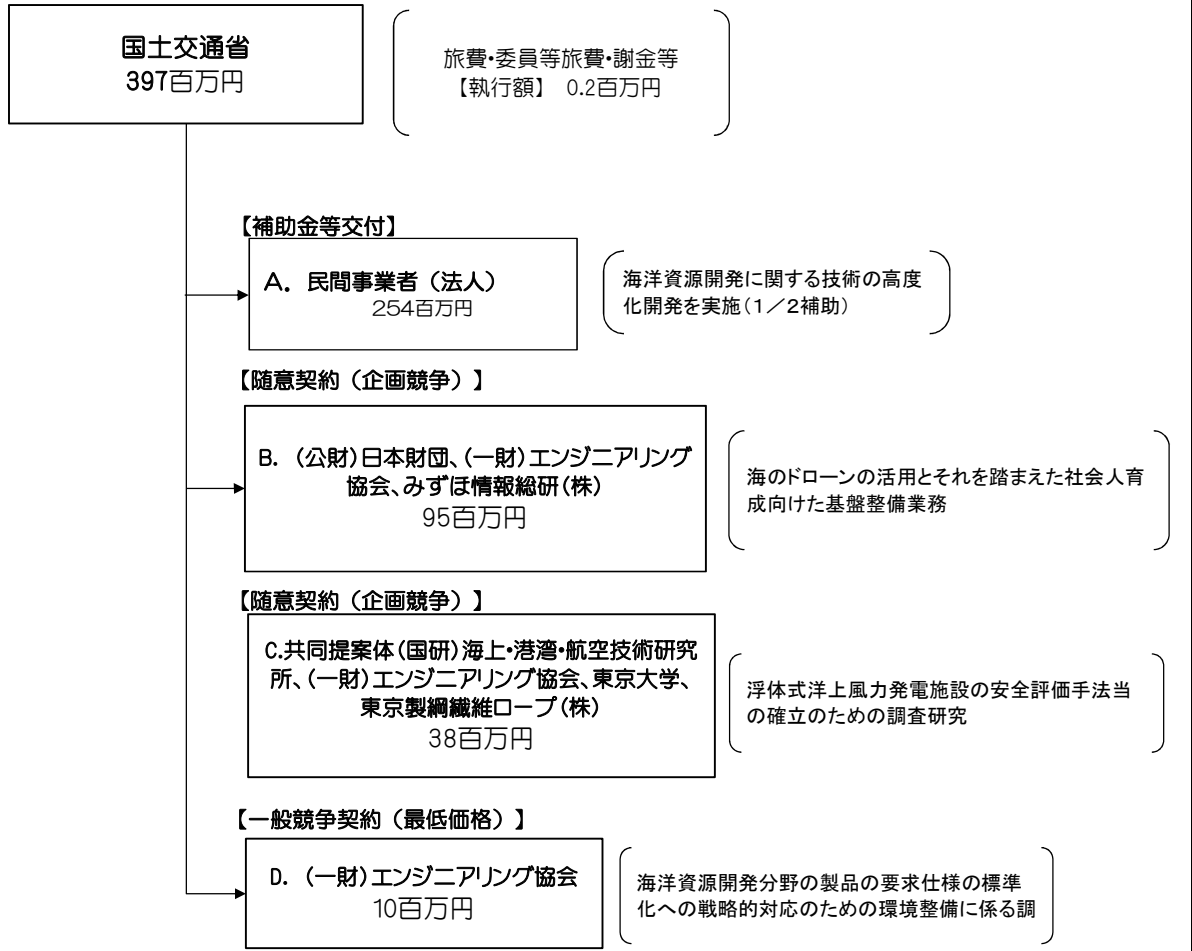 国土交通省
397百万円
旅費・委員等旅費・謝金等
【執行額】 0.2百万円
【補助金等交付】
A. 民間事業者(法人)
254百万円
海洋資源開発に関する技術の高度
化開発を実施(1/2補助)
【随意契約(企画競争)】
B. (公財)日本財団、(一財)エンジニアリング
協会、みずほ情報総研(株)
95百万円
海のドローンの活用とそれを踏まえた社会人育
成向けた基盤整備業務
【随意契約(企画競争)】
C.共同提案体(国研)海上・港湾・航空技術研究
所、(一財)エンジニアリング協会、東京大学、
東京製綱繊維ロープ(株)
38百万円
浮体式洋上風力発電施設の安全評価手法当
の確立のための調査研究
【一般競争契約(最低価格)】
D. (一財)エンジニアリング協会
10百万円
海洋資源開発分野の製品の要求仕様の標準
化への戦略的対応のための環境整備に係る調